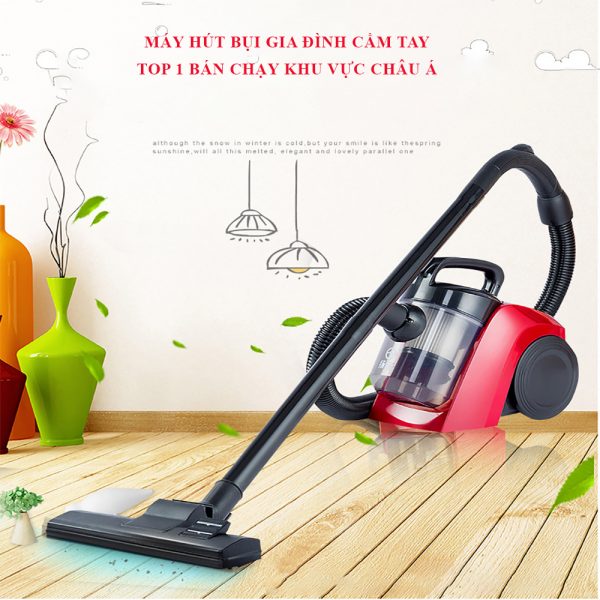 MÁY HÚT BỤI GIA ĐÌNH CẦM TAY
TOP 1 BÁN CHẠY KHU VỰC CHÂU Á
although the snow in winter is cold,but your smile is like thespring
sunshine,will all this melted, elegant and lovely parallel one